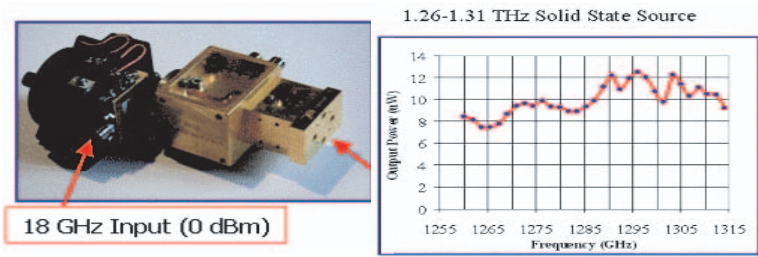 1.26-1.31 THz Solid State Source
18 GHz Input (0 dBm)
Output Power (uW)
14
12
10
8
6
4
2
0
1255 1265 1275 1285 1295 1305 1315
Frequency (GHz)